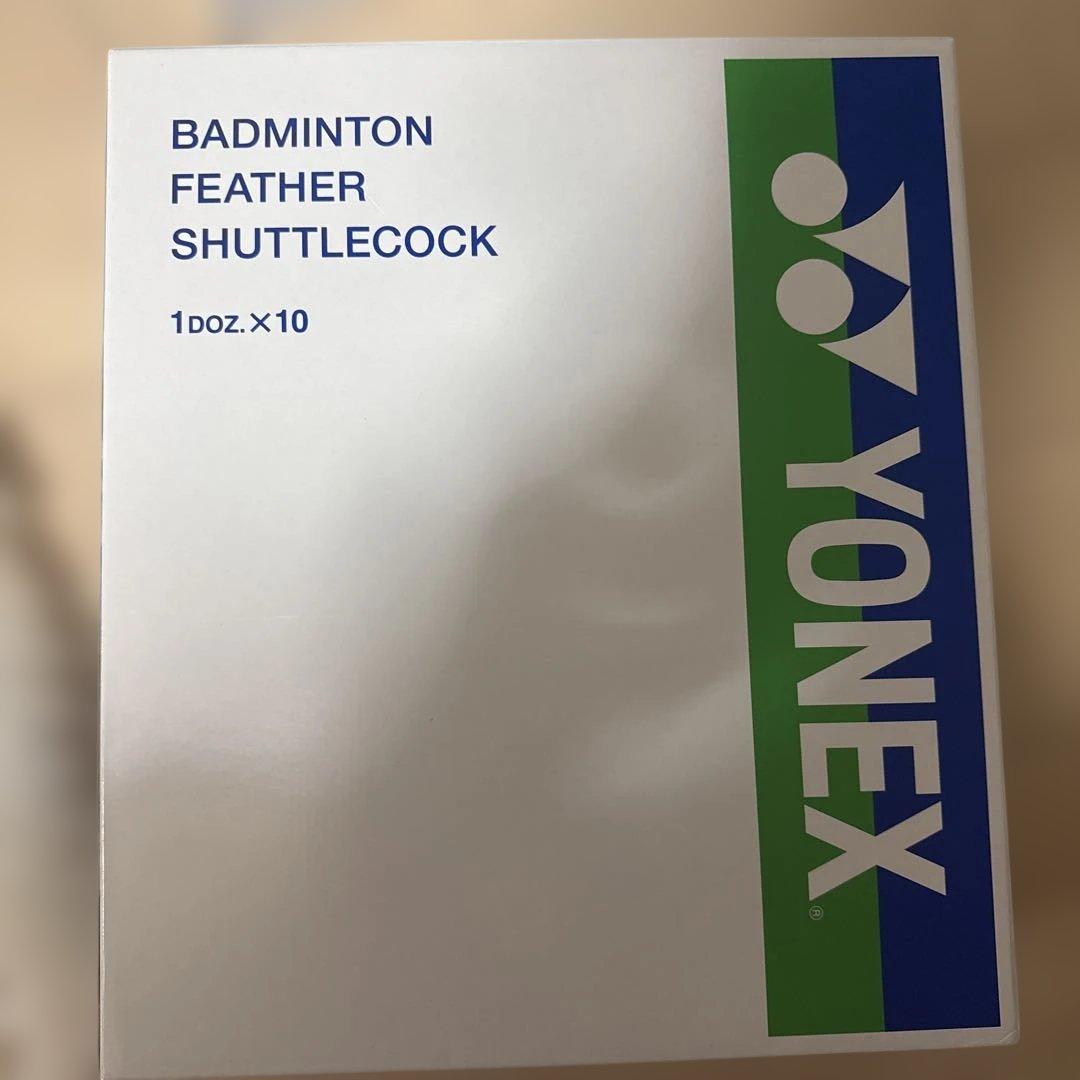 BADMINTON
FEATHER
SHUTTLECOCK
1DOZ.×10
YONEX®